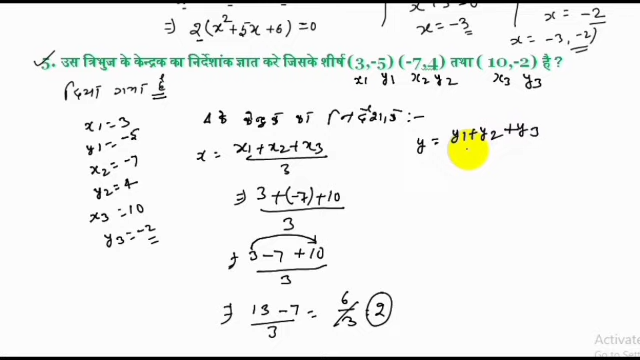 ⇒ 2(x²+5x+6)=0
x = -3
x = -2
x = -3, -2)
5. उस त्रिभुज के केन्द्रक का निर्देशांक ज्ञात करे जिसके शीर्ष (3,-5) (-7,4) तथा ( 10,-2) है ?
x1 y1 x2 y2 x3 y3
दिया गया है
x1 = 3
y1 = -5
x2 = -7
y2 = 4
x3 = 10
y3 = -2
x = x1 + x2 + x3 / 3
y = y1 + y2 + y3
⇒ 3 + (-7) + 10 / 3
⇒ 3 - 7 + 10 / 3
⇒ 13 - 7 / 3 = 6/3 = 2
Activate
Go to Set